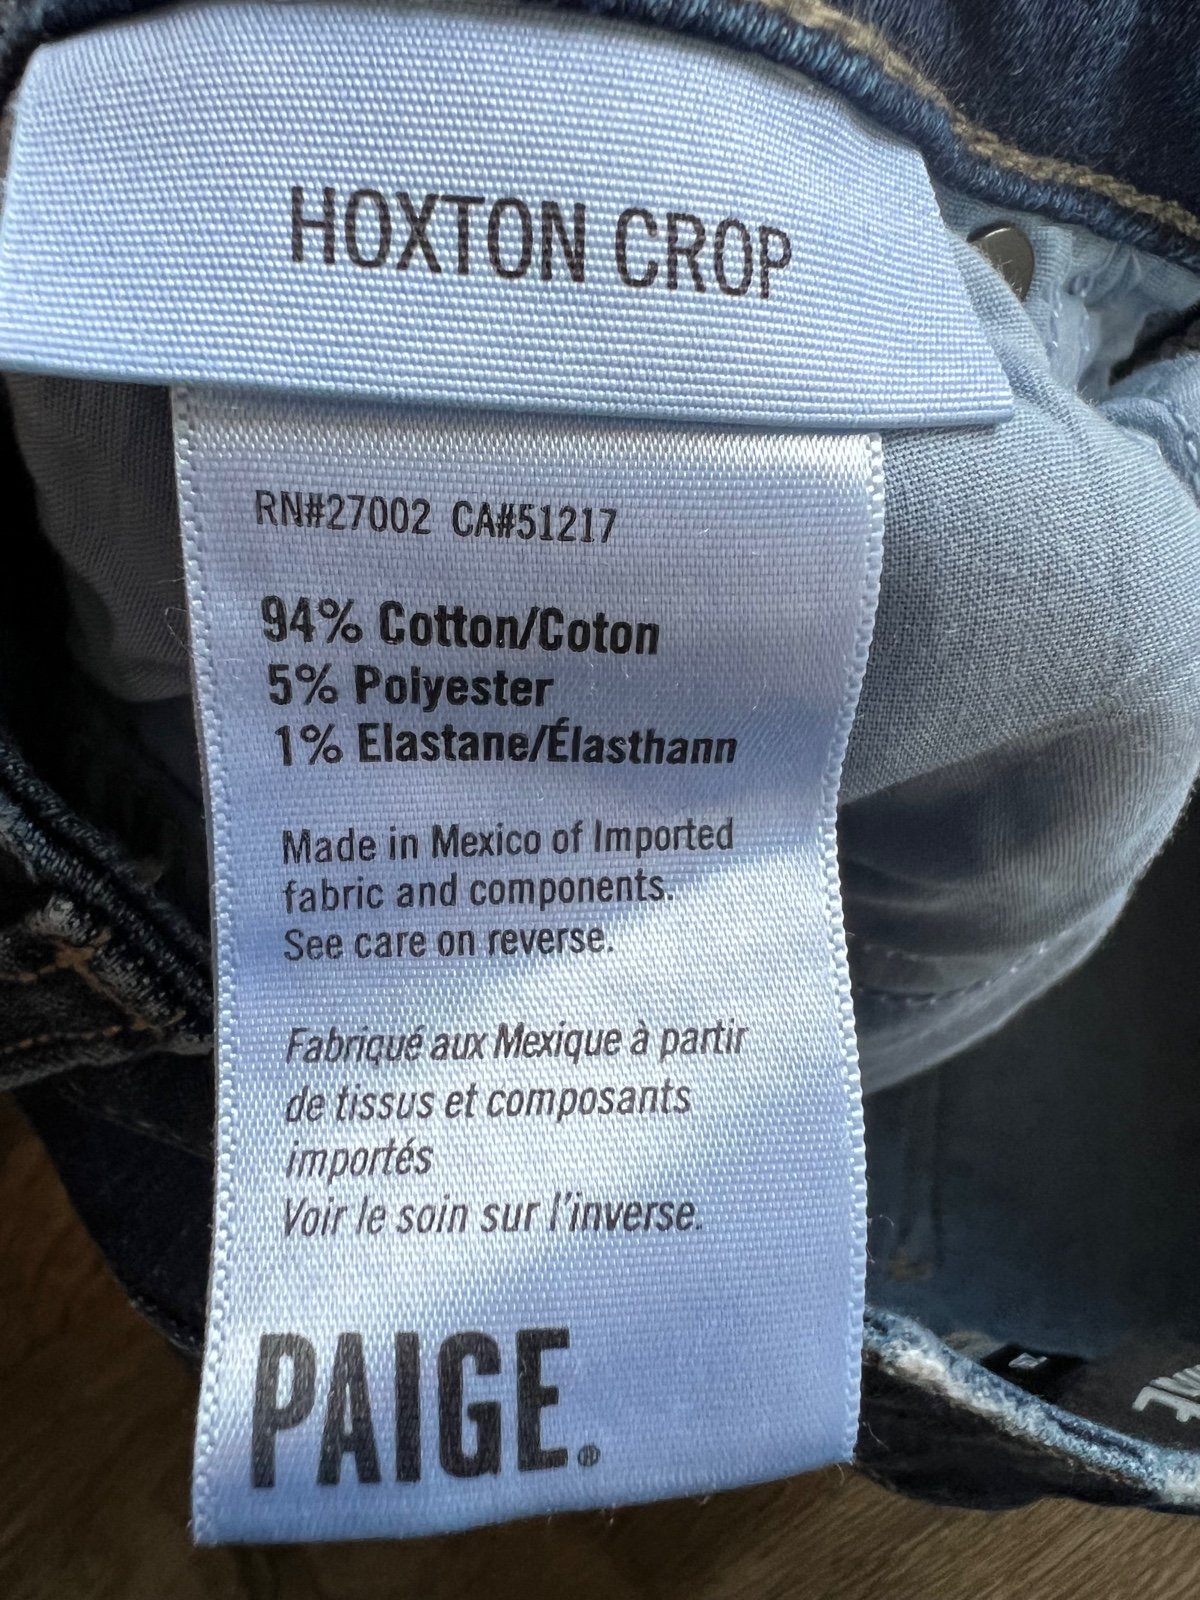 HOXTON CROP
RN#27002 CA#51217
94% Cotton/Coton
5% Polyester
1% Elastane/Élasthann
Made in Mexico of Imported
fabric and components.
See care on reverse.
Fabriqué aux Mexique à partir
de tissus et composants
importés
Voir le soin sur l'inverse.
PAIGE.®